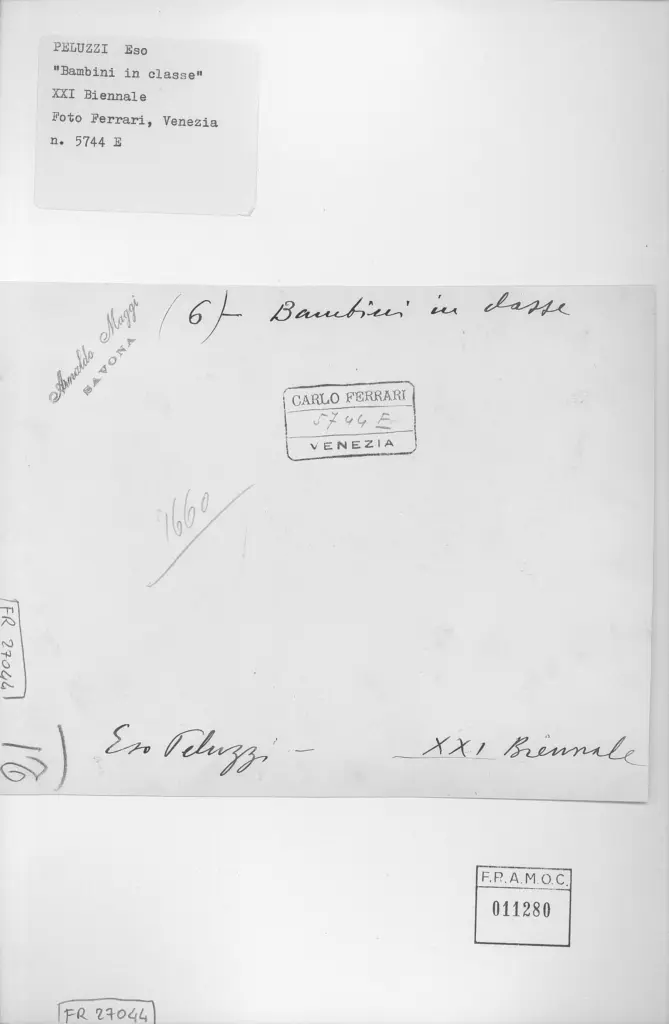 PELUZZI Eso
"Bambini in classe"
XXI Biennale
Foto Ferrari, Venezia
n. 5744 E
Arnaldo Maggi
SAVONA
(6)- Bambini in classe
CARLO FERRARI
5744 E
VENEZIA
1660
FR 27044
16)
Eso Peluzzi -
XXI Biennale
F.P.A.M.O.C.
011280
FR 27044